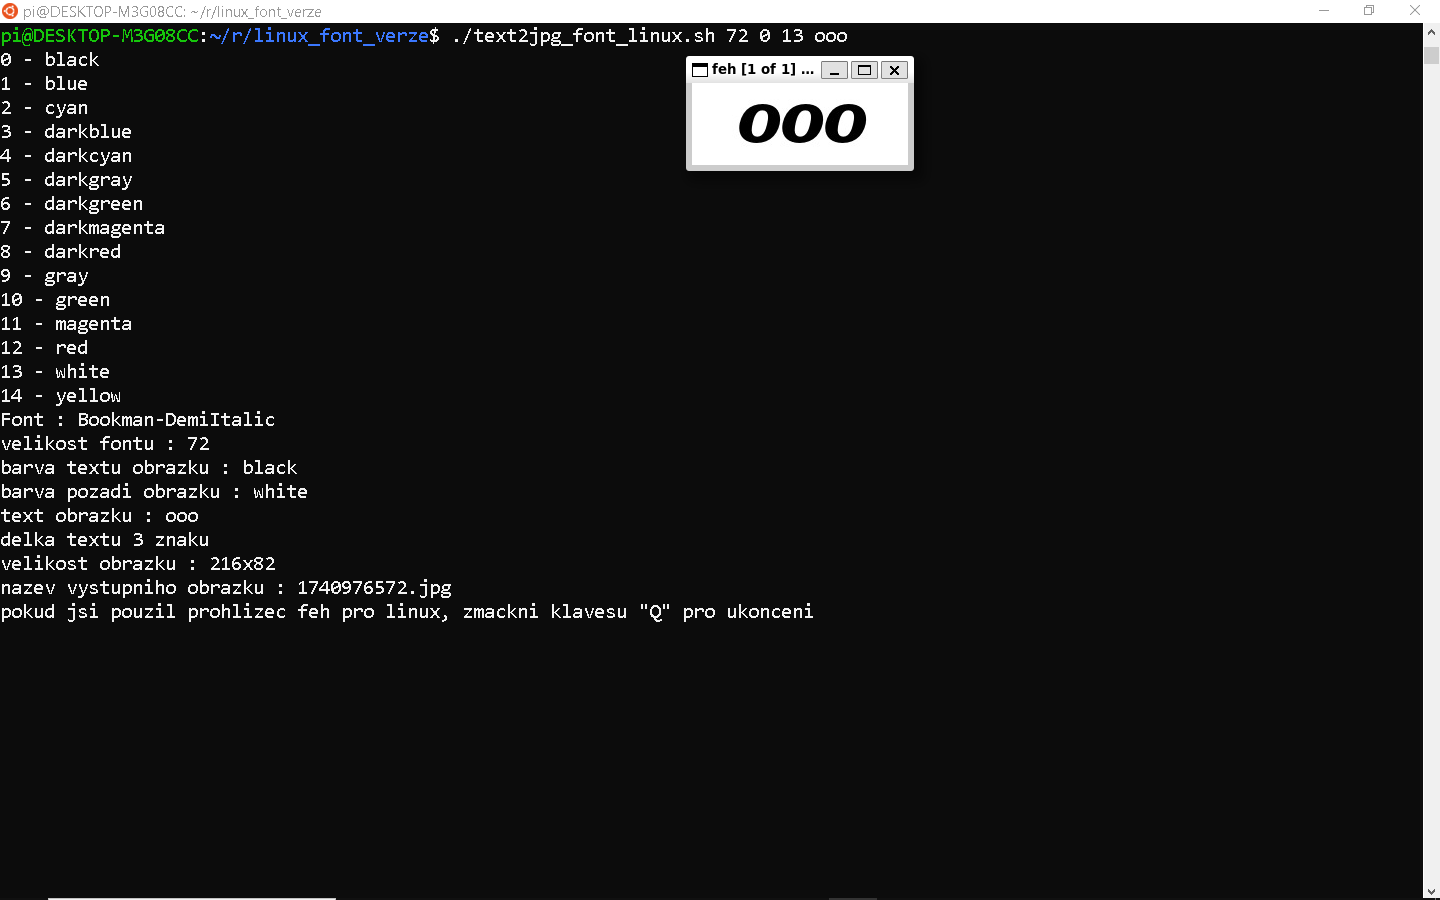 pi@DESKTOP-M3G08CC: ~/r/linux_font_verze
pi@DESKTOP-M3G08CC:~/r/linux_font_verze$ ./text2jpg_font_linux.sh 72 0 13 ooo
0 - black
1 - blue
2 - cyan
3 - darkblue
4 - darkcyan
5 - darkgray
6 - darkgreen
7 - darkmagenta
8 - darkred
9 - gray
10 - green
11 - magenta
12 - red
13 - white
14 - yellow
Font : Bookman-DemiItalic
velikost fontu : 72
barva textu obrazku : black
barva pozadi obrazku : white
text obrazku : ooo
delka textu 3 znaku
velikost obrazku : 216x82
nazev vystupniho obrazku : 1740976572.jpg
pokud jsi pouzil prohlizec feh pro linux, zmackni klavesu "Q" pro ukonceni
feh [1 of 1] ...
ooo